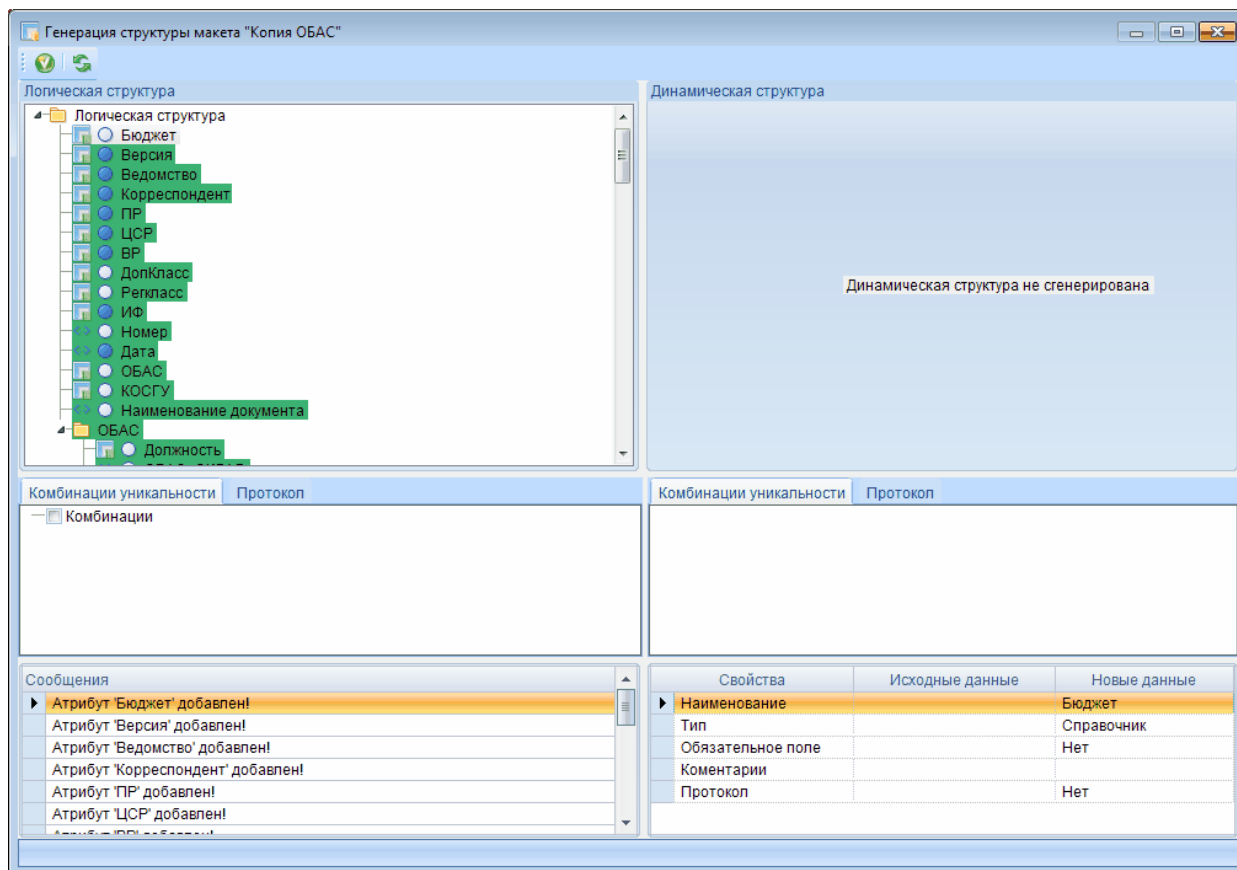 Генерация структуры макета "Копия ОБАС"
Логическая структура
Логическая структура
Бюджет
Версия
Ведомство
Корреспондент
ПР
ЦСР
ВР
ДопКласс
Регкласс
ИФ
Номер
Дата
ОБАС
КОСГУ
Наименование документа
ОБАС
Должность
Динамическая структура
Динамическая структура не сгенерирована
Комбинации уникальности Протокол
Комбинации
Комбинации уникальности Протокол
Сообщения
Атрибут 'Бюджет' добавлен!
Атрибут 'Версия' добавлен!
Атрибут 'Ведомство' добавлен!
Атрибут 'Корреспондент' добавлен!
Атрибут 'ПР' добавлен!
Атрибут 'ЦСР' добавлен!
Свойства Исходные данные Новые данные
Наименование Бюджет
Тип Справочник
Обязательное поле Нет
Коментарии
Протокол Нет